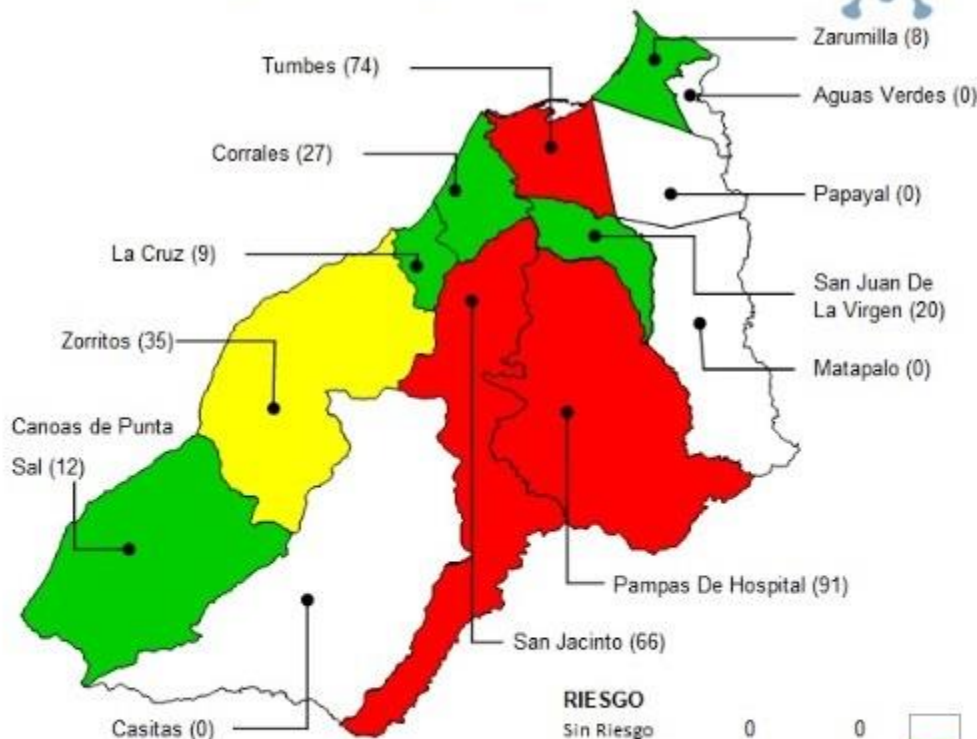 Zarumilla (8)
Tumbes (74)
Aguas Verdes (0)
Corrales (27)
Papayal (0)
La Cruz (9)
San Juan De
La Virgen (20)
Zorritos (35)
Matapalo (0)
Canoas de Punta
Sal (12)
Pampas De Hospital (91)
San Jacinto (66)
RIESGO
Casitas (0)
Sin Riesgo 0 0